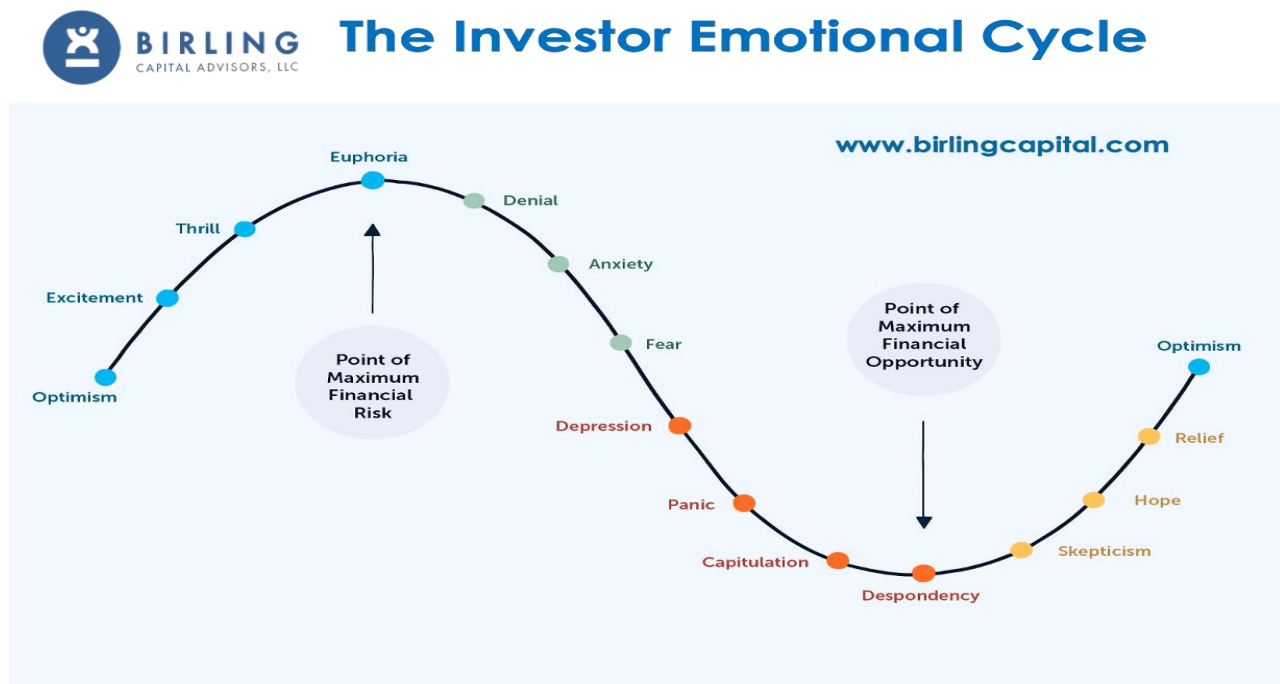 BIRLING
CAPITAL ADVISORS, LLC
The Investor Emotional Cycle
www.birlingcapital.com
Euphoria
Denial
Thrill
Anxiety
Excitement
Point of
Maximum
Financial
Opportunity
Fear
Optimism
Point of
Maximum
Financial
Risk
Optimism
Depression
Relief
Panic
Hope
Capitulation
Skepticism
Despondency